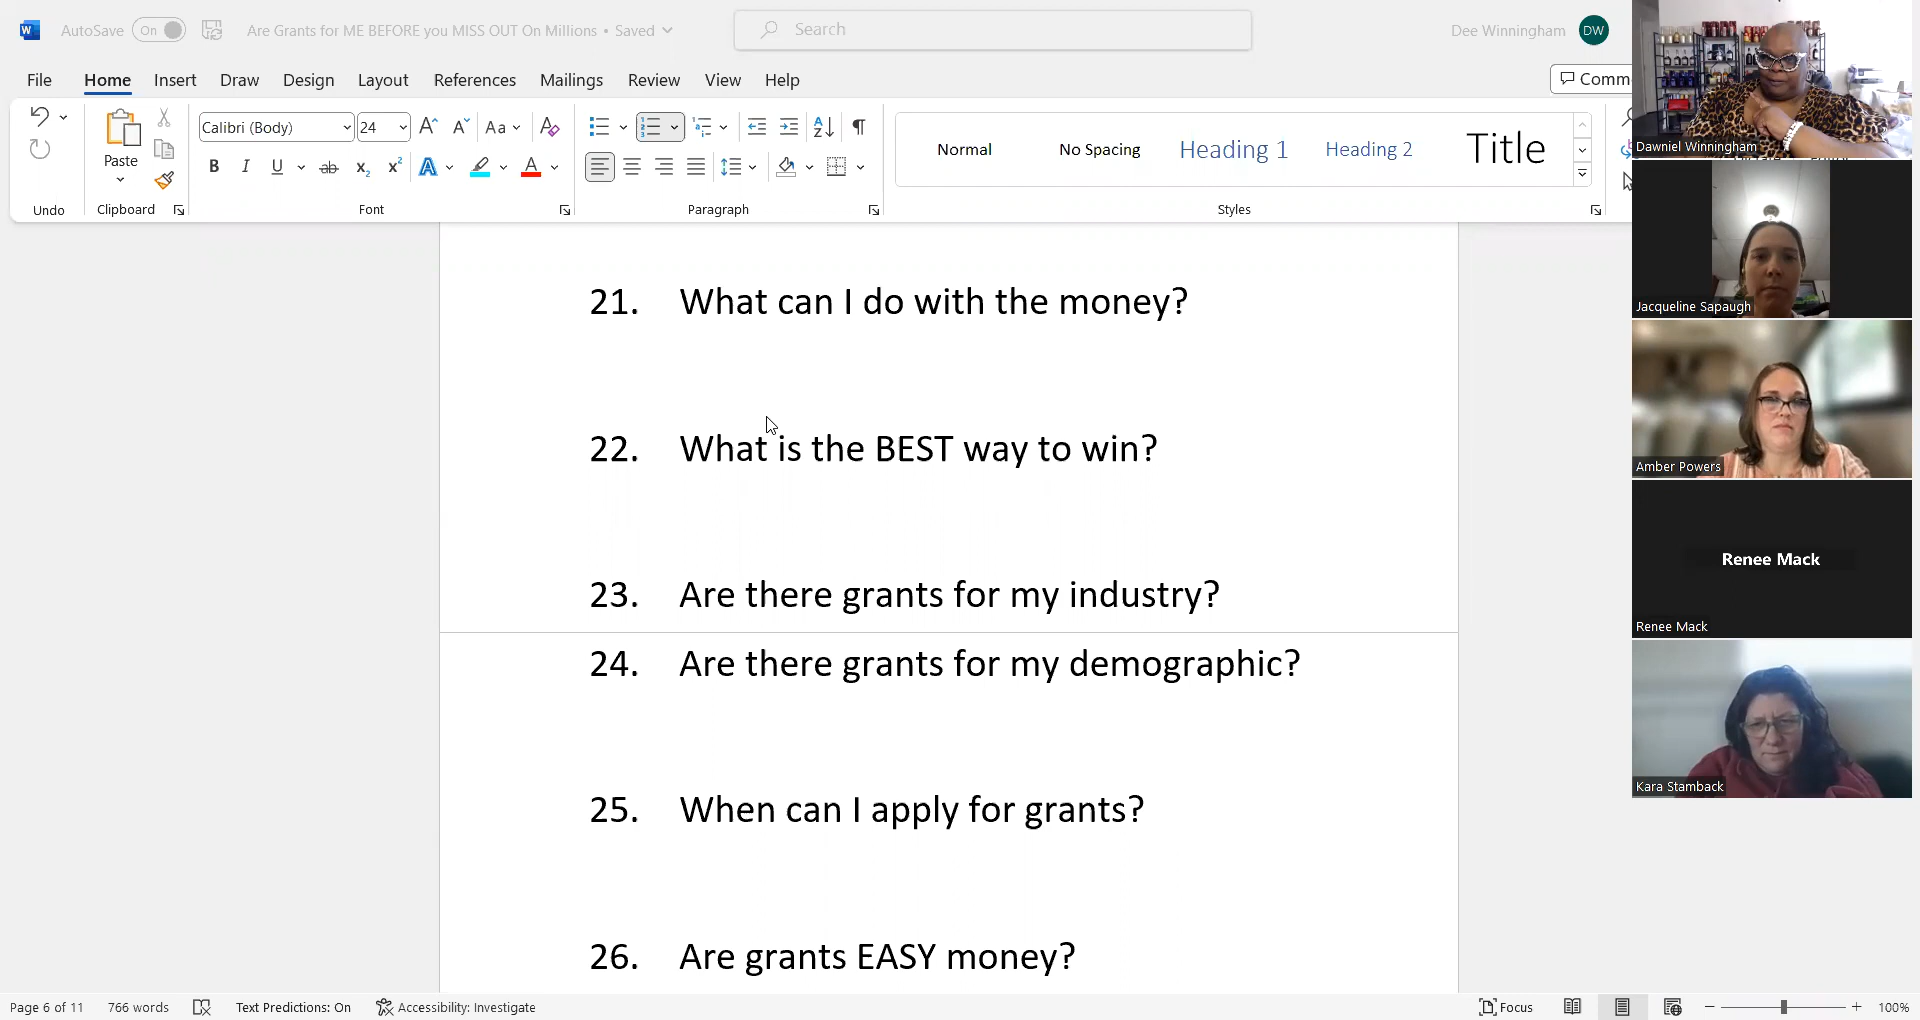 AutoSave On Are Grants for ME BEFORE you MISS OUT On Millions • Saved Search Dee Winningham DW
File Home Insert Draw Design Layout References Mailings Review View Help Comm
Calibri (Body) 24 Aa
Paste
B I U ab x₂ x² A A
Normal No Spacing Heading 1 Heading 2 Title
Undo Clipboard Font Paragraph Styles
Dawniel Winningham
Jacqueline Sapaugh
Amber Powers
Renee Mack
Renee Mack
Kara Stamback
21. What can I do with the money?
22. What is the BEST way to win?
23. Are there grants for my industry?
24. Are there grants for my demographic?
25. When can I apply for grants?
26. Are grants EASY money?
Page 6 of 11 766 words Text Predictions: On Accessibility: Investigate Focus 100%